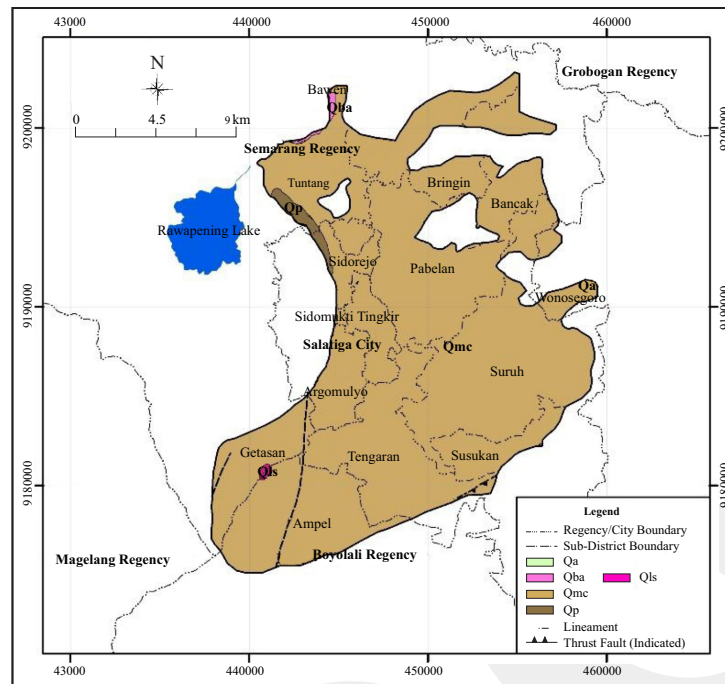 43000 440000 450000 460000
N
0 4.5 9 km
Grobogan Regency
Bawen
Qba
9200000 9200000
Semarang Regency
Tuntang
Bringin
Bancak
Qp
Rawapening Lake
Sidorejo
Pabelan
Qa
Wonosegoro
9190000 9190000
Sidomukti Tingkir
Salatiga City
Qmc
Suruh
Argomulyo
Getasan
Tengaran
Susukan
Qls
9180000 9180000
Ampel
Magelang Regency
Boyolali Regency
Legend
Regency/City Boundary
Sub-District Boundary
Qa
Qba Qls
Qmc
Qp
Lineament
Thrust Fault (Indicated)
43000 440000 450000 460000